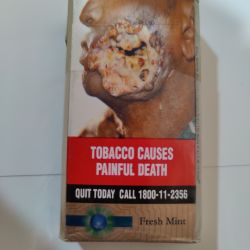 TOBACCO CAUSES
PAINFUL DEATH
QUIT TODAY CALL 1800-11-2356
Fresh Mint